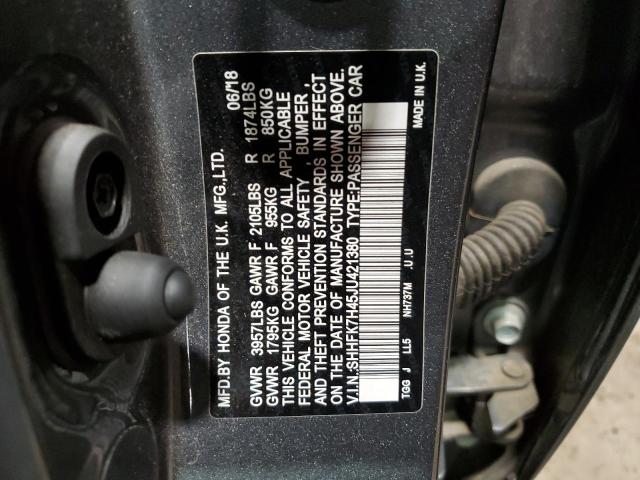 MFD.BY HONDA OF THE U.K. MFG.,LTD. 06/18
GVWR 3957LBS GAWR F 2105LBS R 1874LBS
GVWR 1795KG GAWR F 955KG R 850KG
THIS VEHICLE CONFORMS TO ALL APPLICABLE
FEDERAL MOTOR VEHICLE SAFETY , BUMPER ,
AND THEFT PREVENTION STANDARDS IN EFFECT
ON THE DATE OF MANUFACTURE SHOWN ABOVE.
V.I.N.:SHHFK7H45JU421380 TYPE:PASSENGER CAR
TGG J LL5 NH737M .U.U MADE IN U.K.